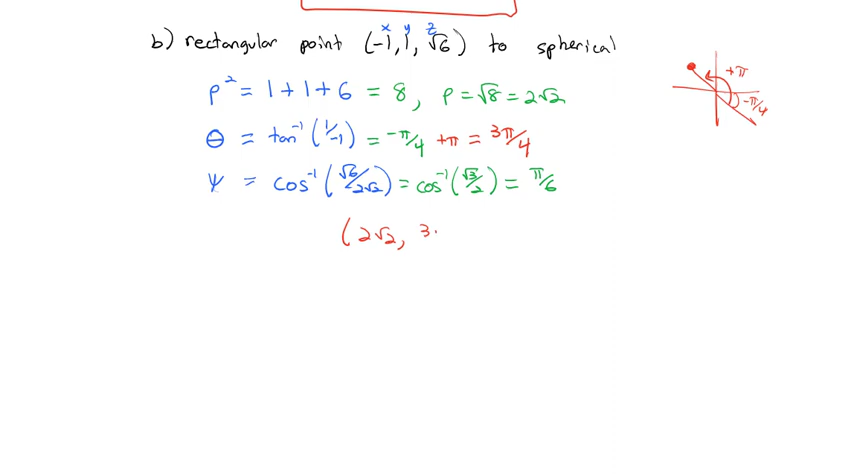 x y z
b) rectangular point (-1, 1, √6) to spherical
ρ² = 1 + 1 + 6 = 8, ρ = √8 = 2√2
+π
-π/4
θ = tan⁻¹(1/-1) = -π/4 +π = 3π/4
ψ = cos⁻¹(√6/2√2) = cos⁻¹(√3/2) = π/6
(2√2, 3